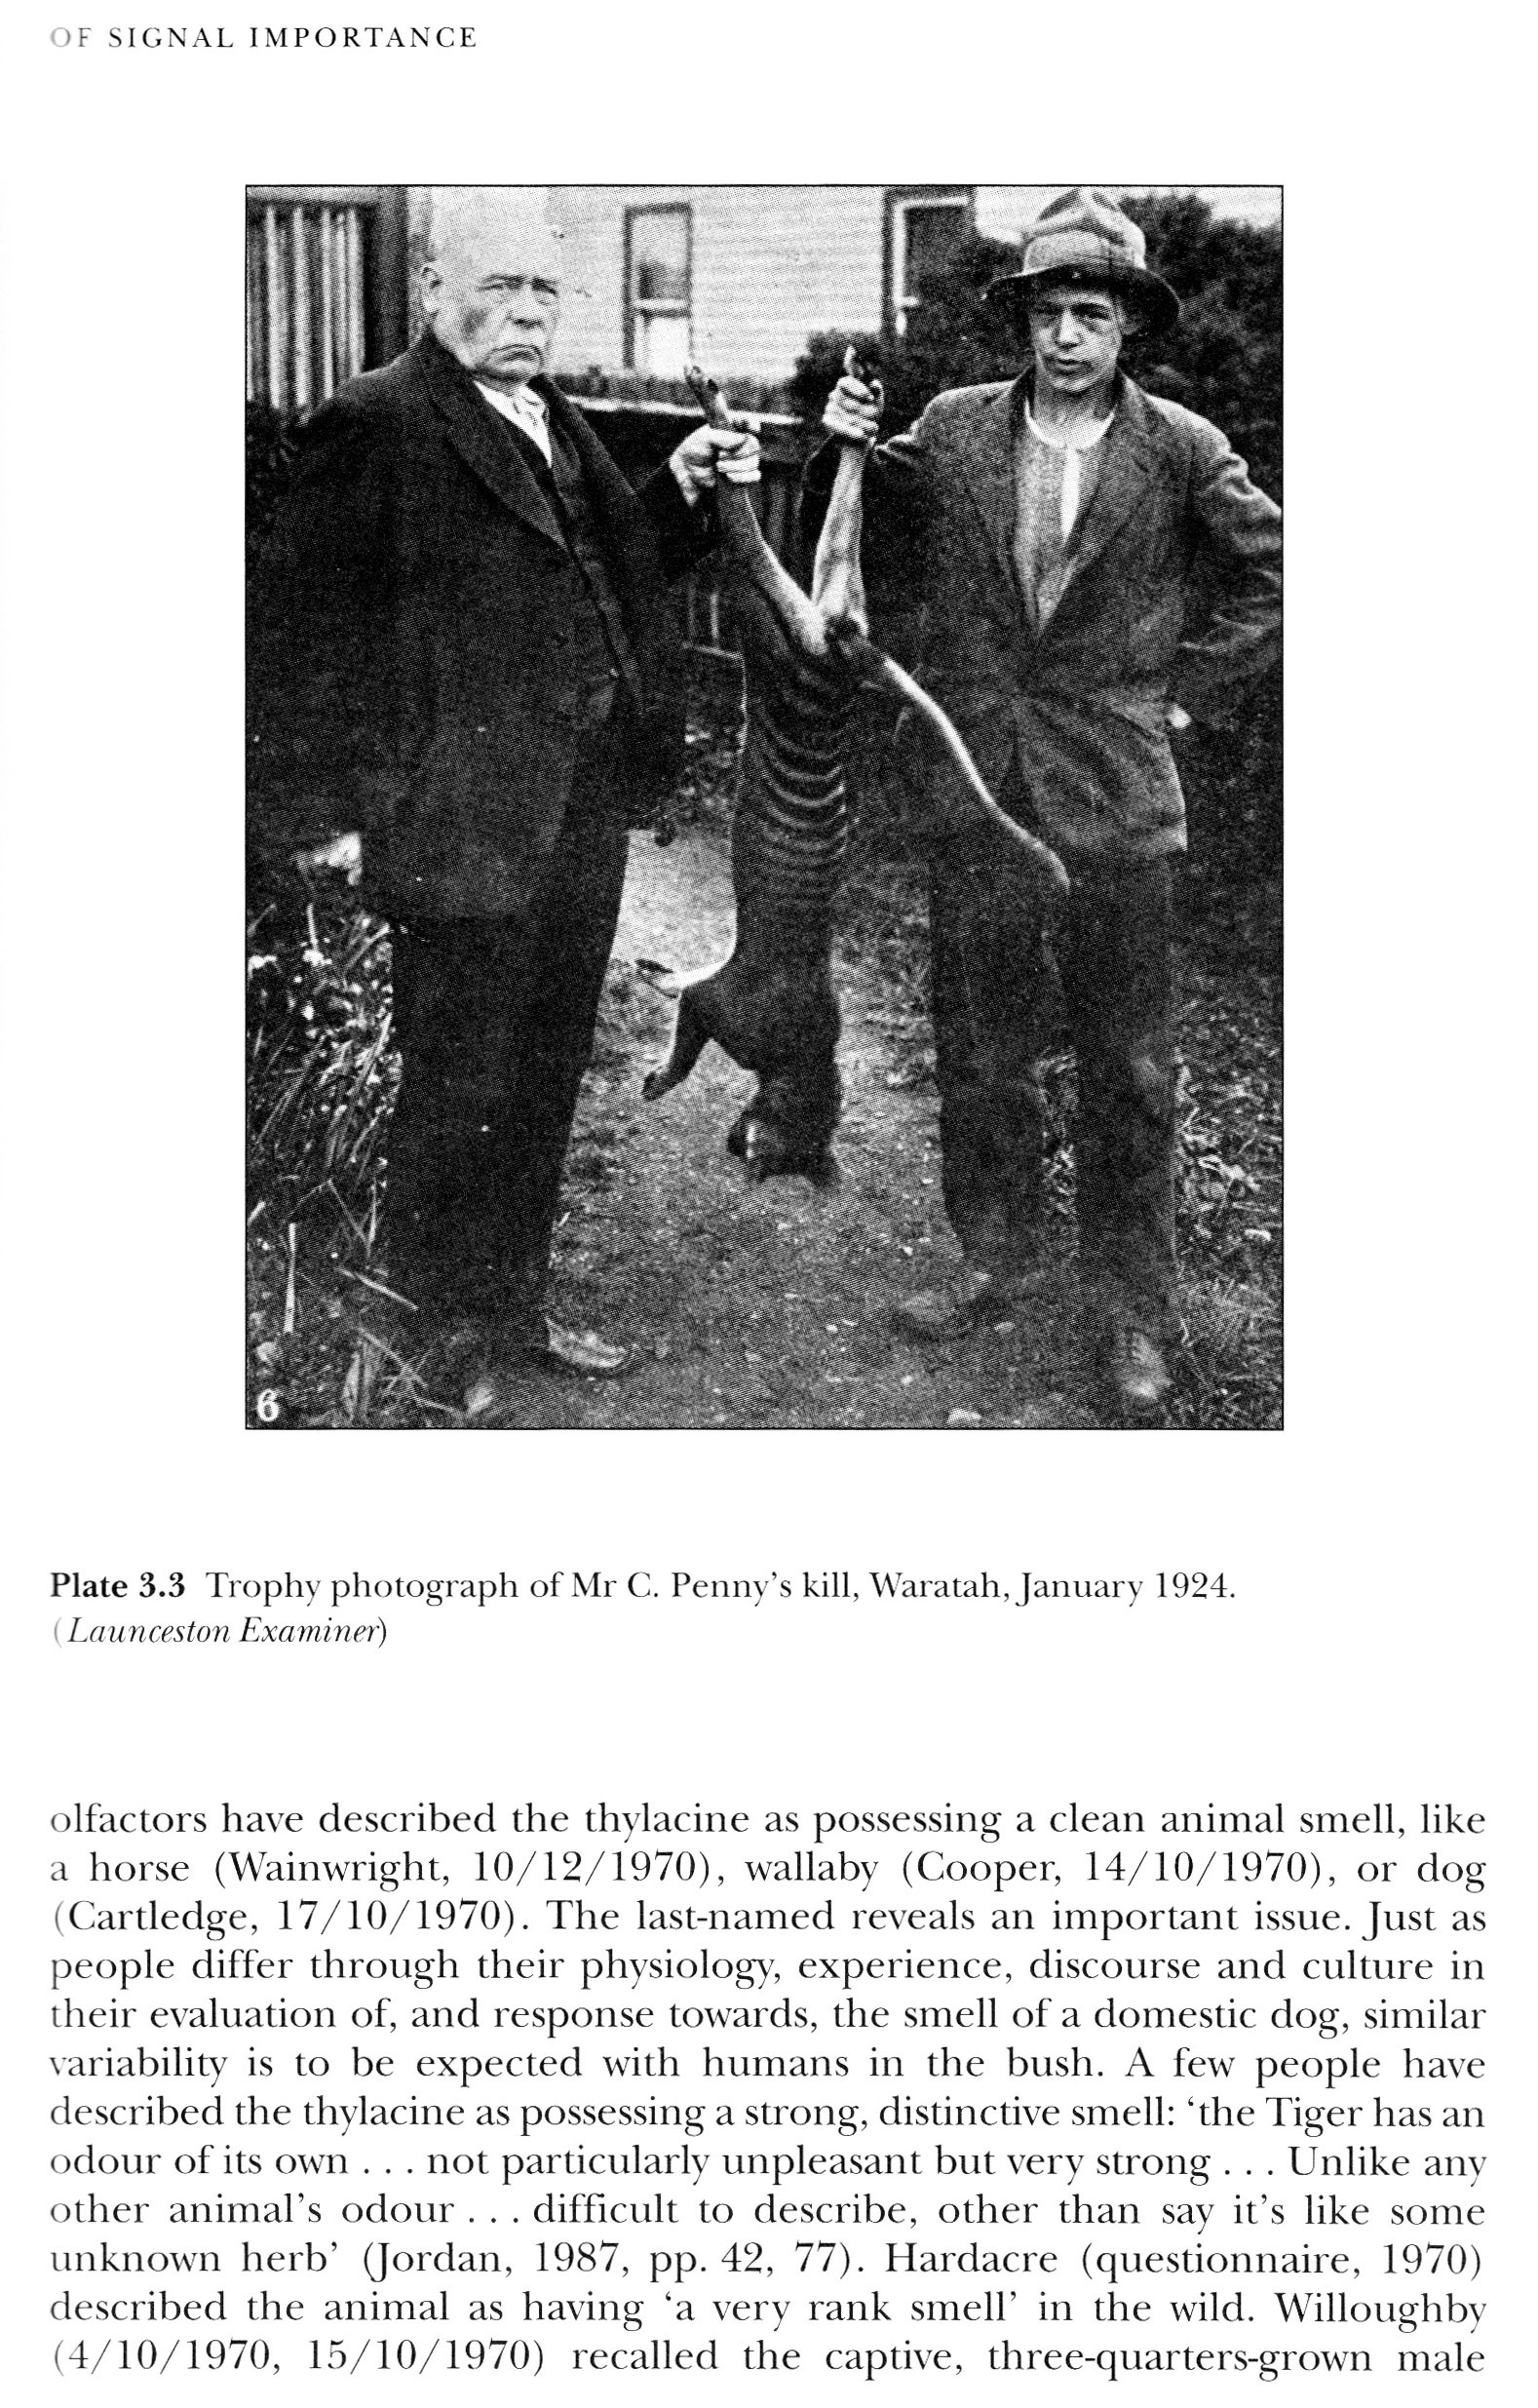 OF SIGNAL IMPORTANCE
6
Plate 3.3 Trophy photograph of Mr C. Penny's kill, Waratah, January 1924.
(Launceston Examiner)
olfactors have described the thylacine as possessing a clean animal smell, like
a horse (Wainwright, 10/12/1970), wallaby (Cooper, 14/10/1970), or dog
(Cartledge, 17/10/1970). The last-named reveals an important issue. Just as
people differ through their physiology, experience, discourse and culture in
their evaluation of, and response towards, the smell of a domestic dog, similar
variability is to be expected with humans in the bush. A few people have
described the thylacine as possessing a strong, distinctive smell: 'the Tiger has an
odour of its own . . . not particularly unpleasant but very strong . . . Unlike any
other animal's odour . . . difficult to describe, other than say it's like some
unknown herb' (Jordan, 1987, pp. 42, 77). Hardacre (questionnaire, 1970)
described the animal as having 'a very rank smell' in the wild. Willoughby
(4/10/1970, 15/10/1970) recalled the captive, three-quarters-grown male